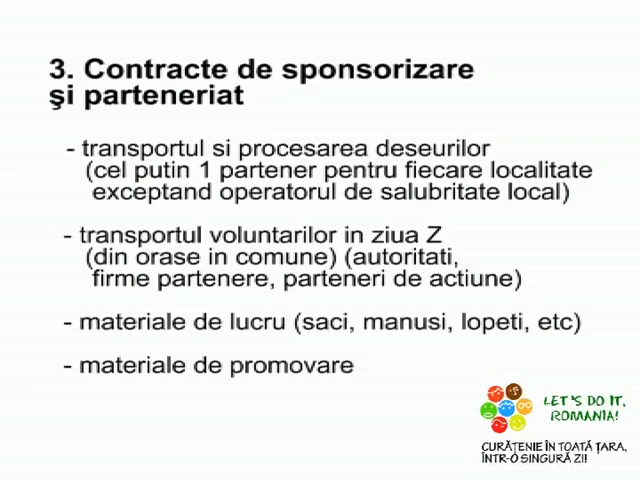 3. Contracte de sponsorizare
şi parteneriat
- transportul si procesarea deseurilor
(cel putin 1 partener pentru fiecare localitate
exceptand operatorul de salubritate local)
- transportul voluntarilor in ziua Z
(din orase in comune) (autoritati,
firme partenere, parteneri de actiune)
- materiale de lucru (saci, manusi, lopeti, etc)
- materiale de promovare
LET'S DO IT,
ROMANIA!
CURĂŢENIE ÎN TOATĂ ŢARA,
ÎNTR-O SINGURĂ ZI!